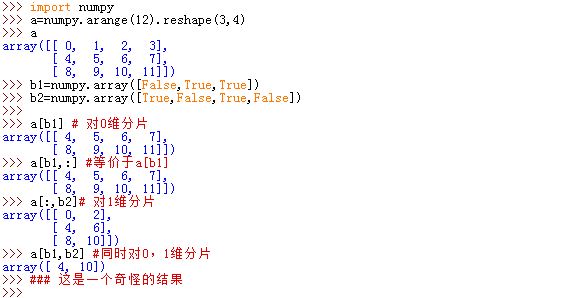 >>> import numpy
>>> a=numpy.arange(12).reshape(3,4)
>>> a
array([[ 0,  1,  2,  3],
       [ 4,  5,  6,  7],
       [ 8,  9, 10, 11]])
>>> b1=numpy.array([False,True,True])
>>> b2=numpy.array([True,False,True,False])
>>>
>>> a[b1] # 对0维分片
array([[ 4,  5,  6,  7],
       [ 8,  9, 10, 11]])
>>> a[b1,:] #等价于a[b1]
array([[ 4,  5,  6,  7],
       [ 8,  9, 10, 11]])
>>> a[:,b2]# 对1维分片
array([[ 0,  2],
       [ 4,  6],
       [ 8, 10]])
>>> a[b1,b2] #同时对0，1维分片
array([ 4, 10])
>>> ### 这是一个奇怪的结果
>>>